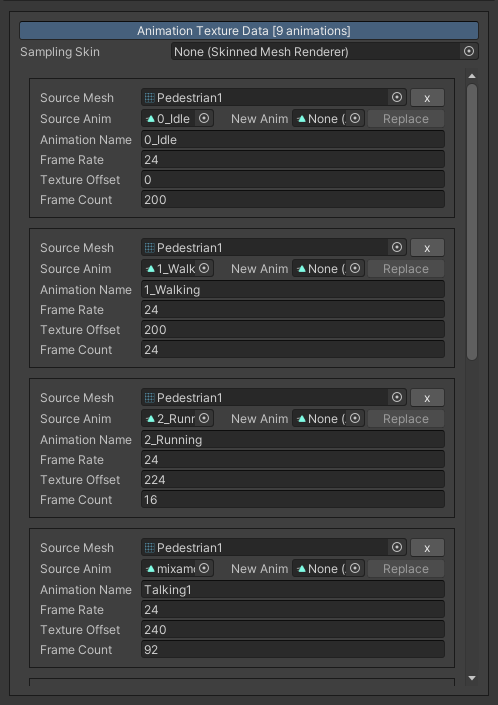 Animation Texture Data [9 animations]
Sampling Skin None (Skinned Mesh Renderer)
Source Mesh Pedestrian1 x
Source Anim 0_Idle New Anim None (. Replace
Animation Name 0_Idle
Frame Rate 24
Texture Offset 0
Frame Count 200
Source Mesh Pedestrian1 x
Source Anim 1_Walk New Anim None (. Replace
Animation Name 1_Walking
Frame Rate 24
Texture Offset 200
Frame Count 24
Source Mesh Pedestrian1 x
Source Anim 2_Runr New Anim None (. Replace
Animation Name 2_Running
Frame Rate 24
Texture Offset 224
Frame Count 16
Source Mesh Pedestrian1 x
Source Anim mixam New Anim None (. Replace
Animation Name Talking1
Frame Rate 24
Texture Offset 240
Frame Count 92